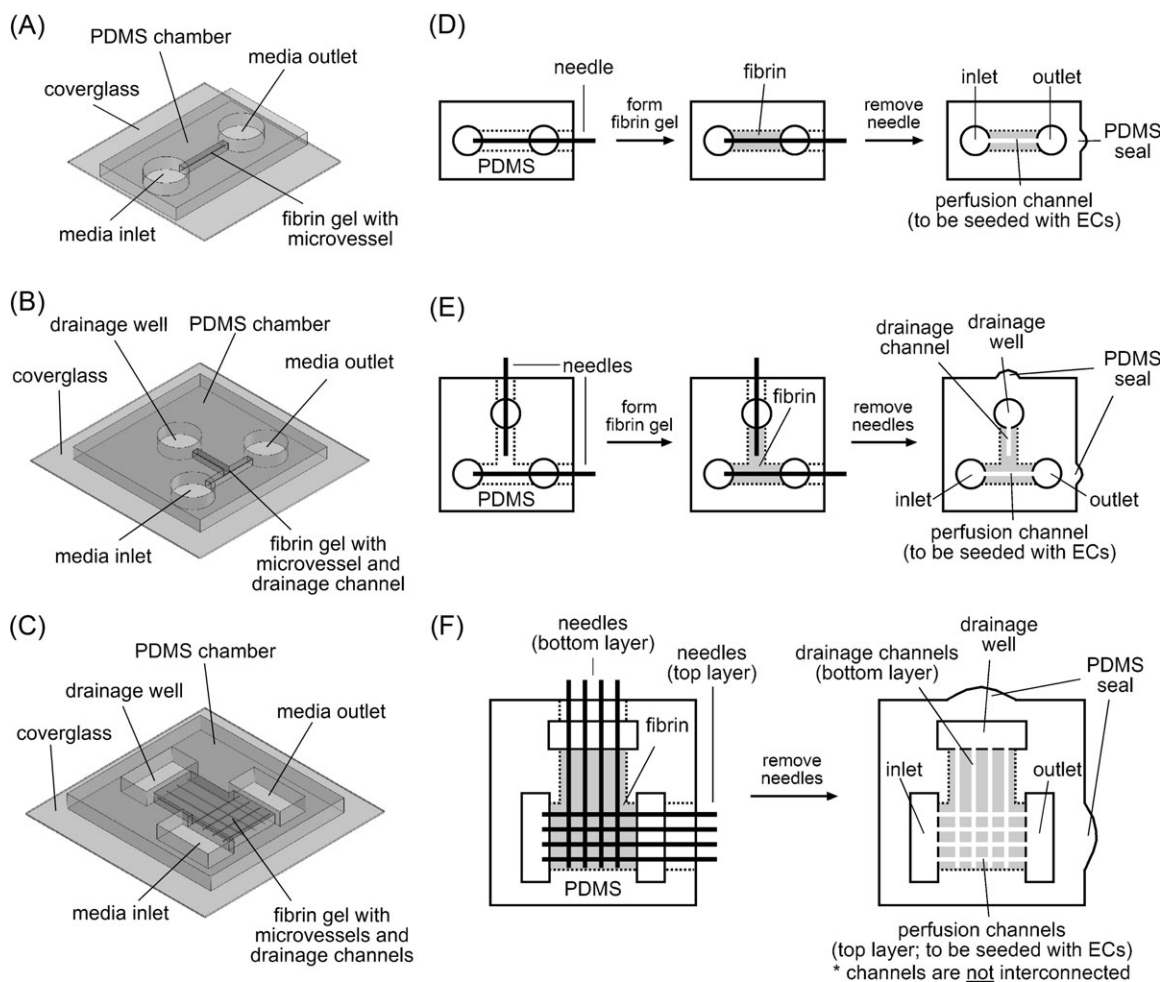 (A)
PDMS chamber
media outlet
coverglass
media inlet
fibrin gel with
microvessel
(D)
needle
PDMS
form
fibrin gel
fibrin
remove
needle
inlet
outlet
PDMS
seal
perfusion channel
(to be seeded with ECs)
(B)
drainage well
PDMS chamber
media outlet
coverglass
media inlet
fibrin gel with
microvessel and
drainage channel
(E)
needles
PDMS
form
fibrin gel
fibrin
remove
needles
drainage
channel
drainage
well
PDMS
seal
inlet
outlet
perfusion channel
(to be seeded with ECs)
(C)
PDMS chamber
drainage well
media outlet
coverglass
media inlet
fibrin gel with
microvessels and
drainage channels
(F)
needles
(bottom layer)
needles
(top layer)
fibrin
PDMS
remove
needles
drainage channels
(bottom layer)
drainage
well
PDMS
seal
inlet
outlet
perfusion channels
(top layer; to be seeded with ECs)
* channels are not interconnected